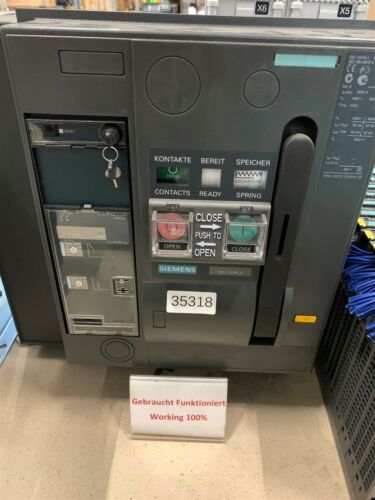 X6
X5
KONTAKTE
BEREIT
SPEICHER
OPEN
CONTACTS
READY
SPRING
CLOSE
PUSH TO
OPEN
OPEN
CLOSE
SIEMENS
35318
Gebraucht Funktioniert
Working 100%